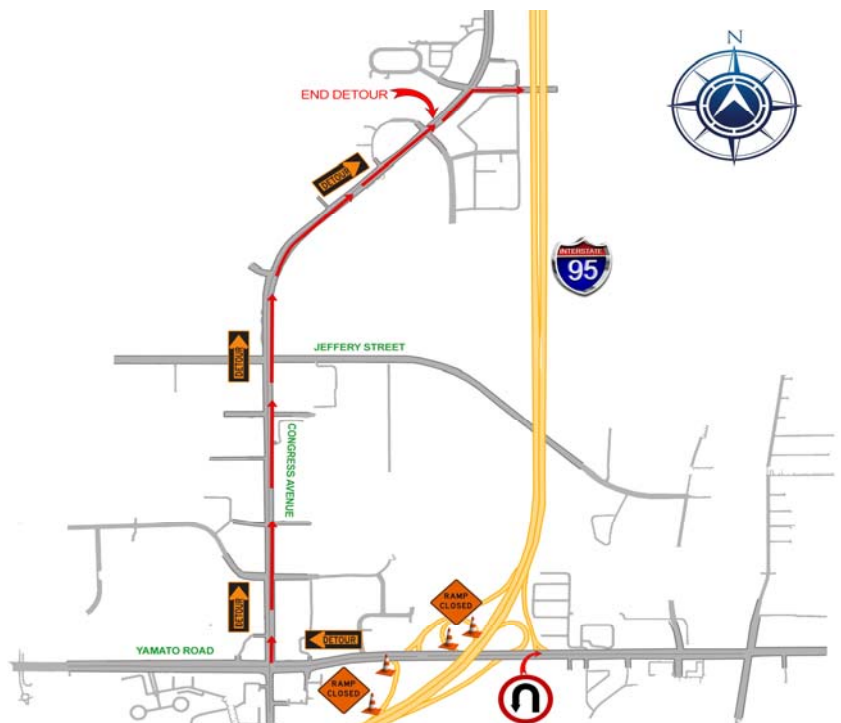 N
END DETOUR
DETOUR
INTERSTATE
95
DETOUR
JEFFERY STREET
CONGRESS AVENUE
RAMP
CLOSED
DETOUR
DETOUR
YAMATO ROAD
RAMP
CLOSED